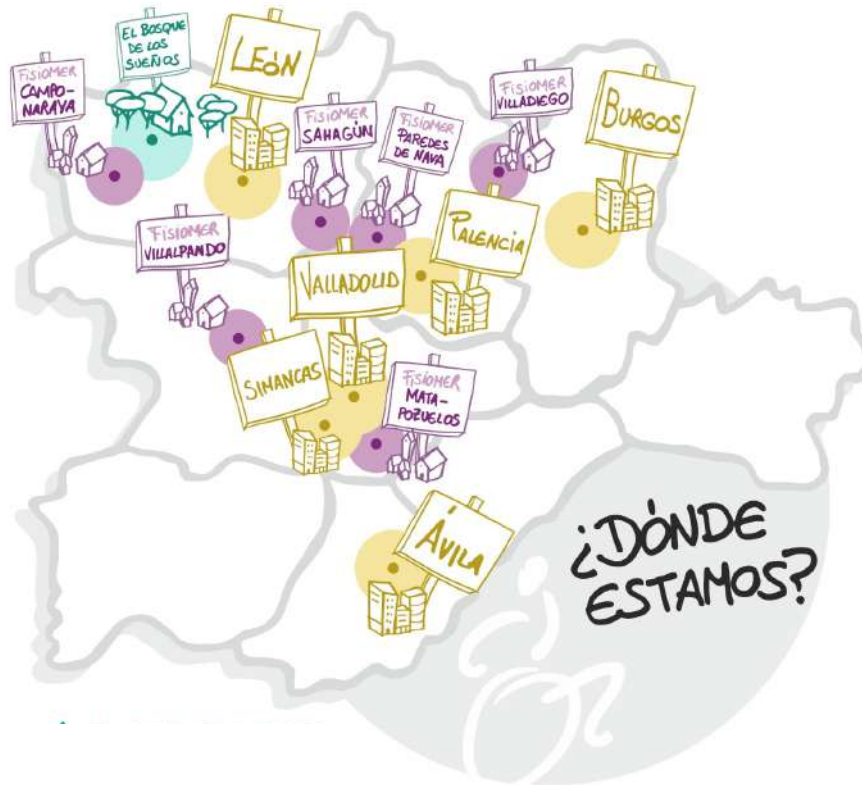 EL BOSQUE
DE LOS
SUEÑOS
LEÓN
FISIOMER
CAMPO-
NARAYA
FISIOMER
SAHAGÚN
FISIOMER
PAREDES
DE NAVA
FISIOMER
VILLADIEGO
BURGOS
FISIOMER
VILLALPANDO
VALLADOLID
PALENCIA
SIMANCAS
FISIOMER
MATA-
POZUELOS
ÁVILA
¿DÓNDE
ESTAMOS?